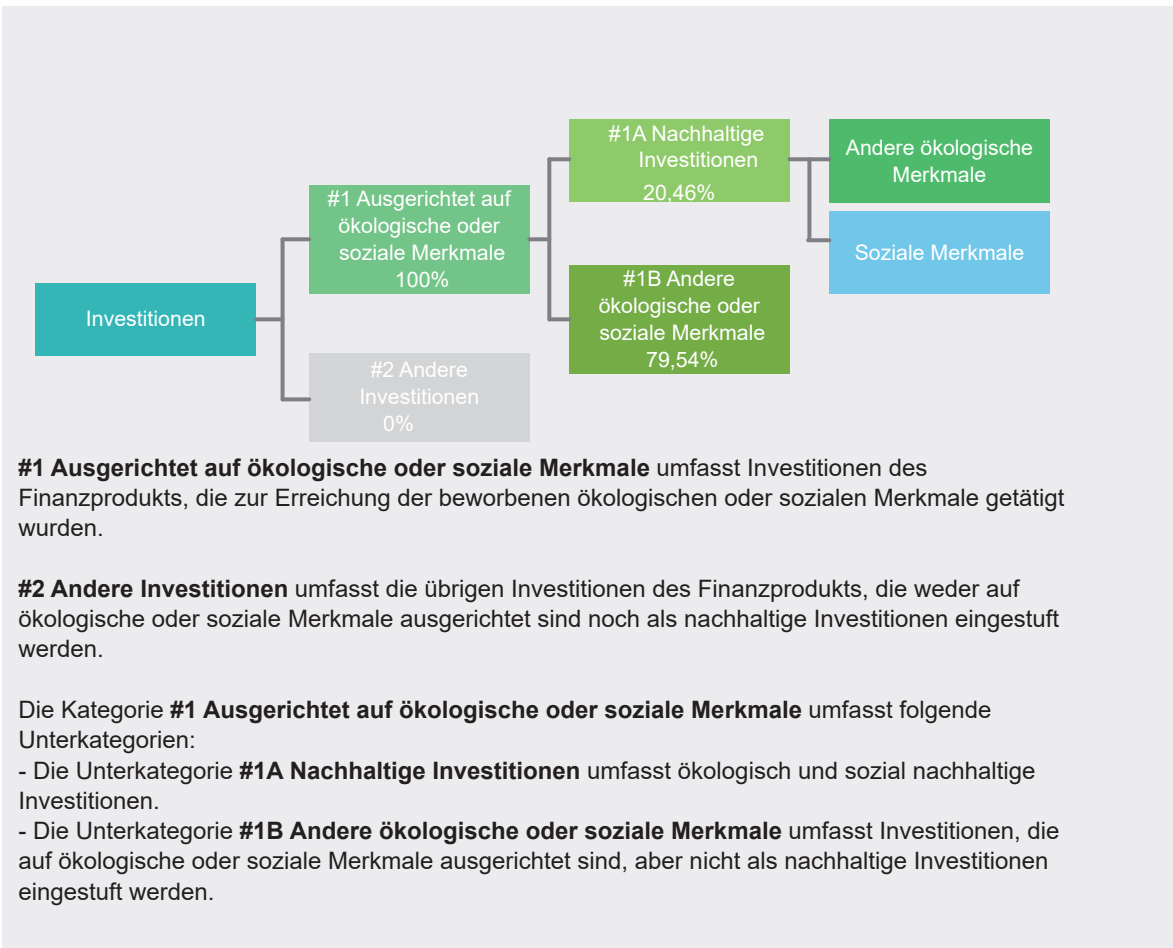 Investitionen
#1 Ausgerichtet auf
ökologische oder
soziale Merkmale
100%
#2 Andere
Investitionen
0%
#1A Nachhaltige
Investitionen
20,46%
#1B Andere
ökologische oder
soziale Merkmale
79,54%
Andere ökologische
Merkmale
Soziale Merkmale
#1 Ausgerichtet auf ökologische oder soziale Merkmale umfasst Investitionen des
Finanzprodukts, die zur Erreichung der beworbenen ökologischen oder sozialen Merkmale getätigt
wurden.
#2 Andere Investitionen umfasst die übrigen Investitionen des Finanzprodukts, die weder auf
ökologische oder soziale Merkmale ausgerichtet sind noch als nachhaltige Investitionen eingestuft
werden.
Die Kategorie #1 Ausgerichtet auf ökologische oder soziale Merkmale umfasst folgende
Unterkategorien:
- Die Unterkategorie #1A Nachhaltige Investitionen umfasst ökologisch und sozial nachhaltige
Investitionen.
- Die Unterkategorie #1B Andere ökologische oder soziale Merkmale umfasst Investitionen, die
auf ökologische oder soziale Merkmale ausgerichtet sind, aber nicht als nachhaltige Investitionen
eingestuft werden.